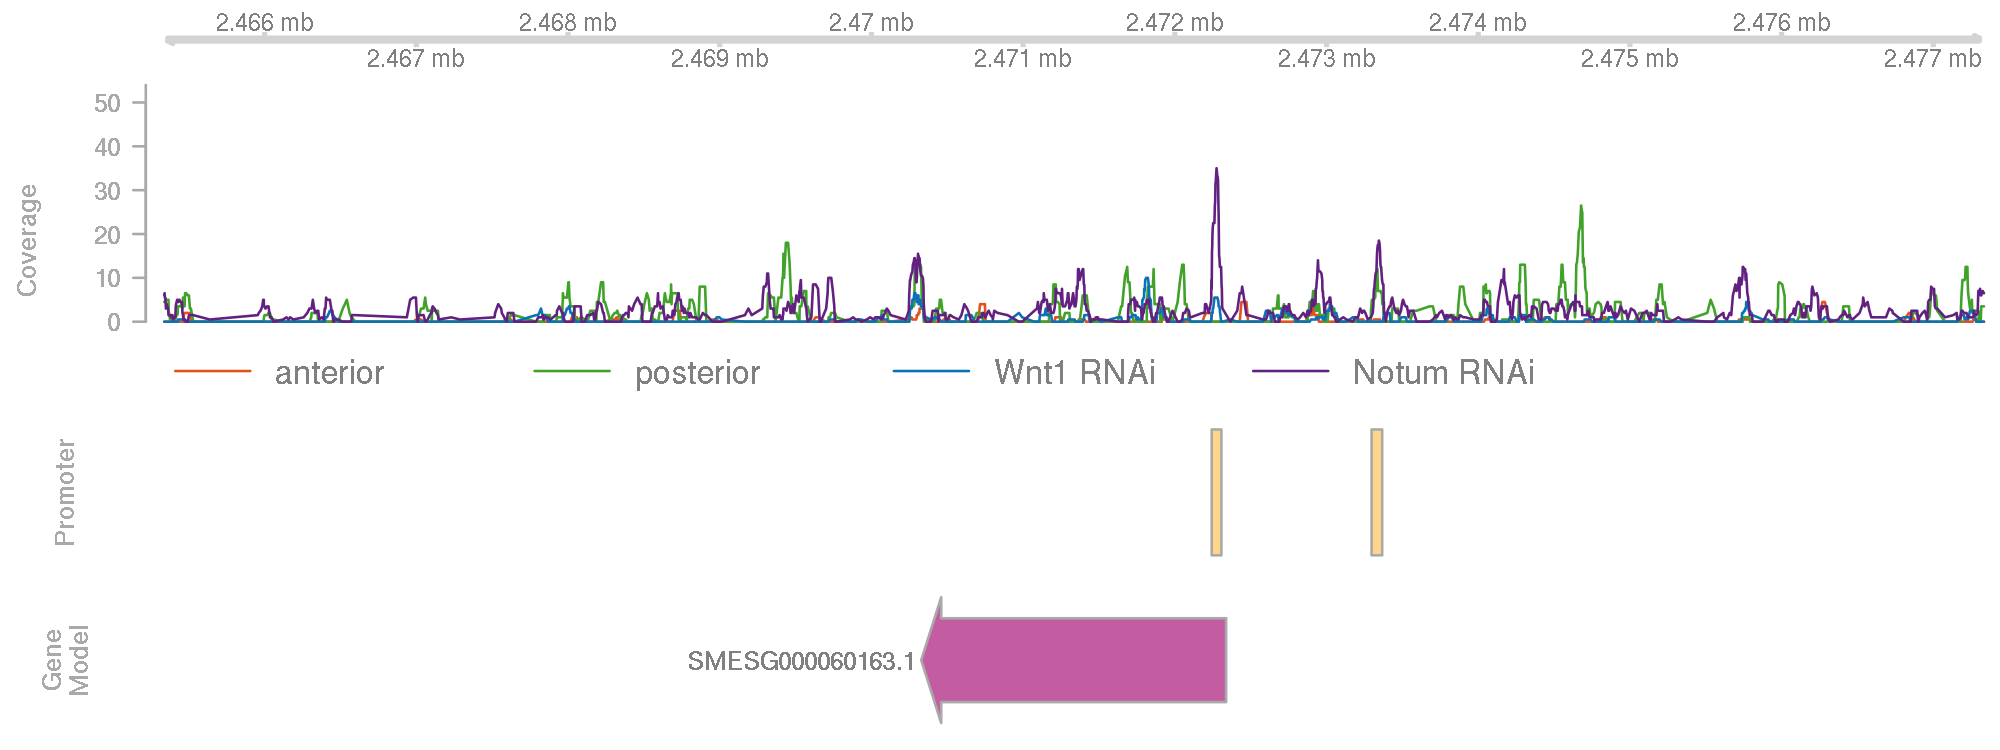 2.466 mb 2.468 mb 2.47 mb 2.472 mb 2.474 mb 2.476 mb
2.467 mb 2.469 mb 2.471 mb 2.473 mb 2.475 mb 2.477 mb
Coverage
50
40
30
20
10
0
anterior posterior Wnt1 RNAi Notum RNAi
Promoter
Gene
Model
SMESG000060163.1